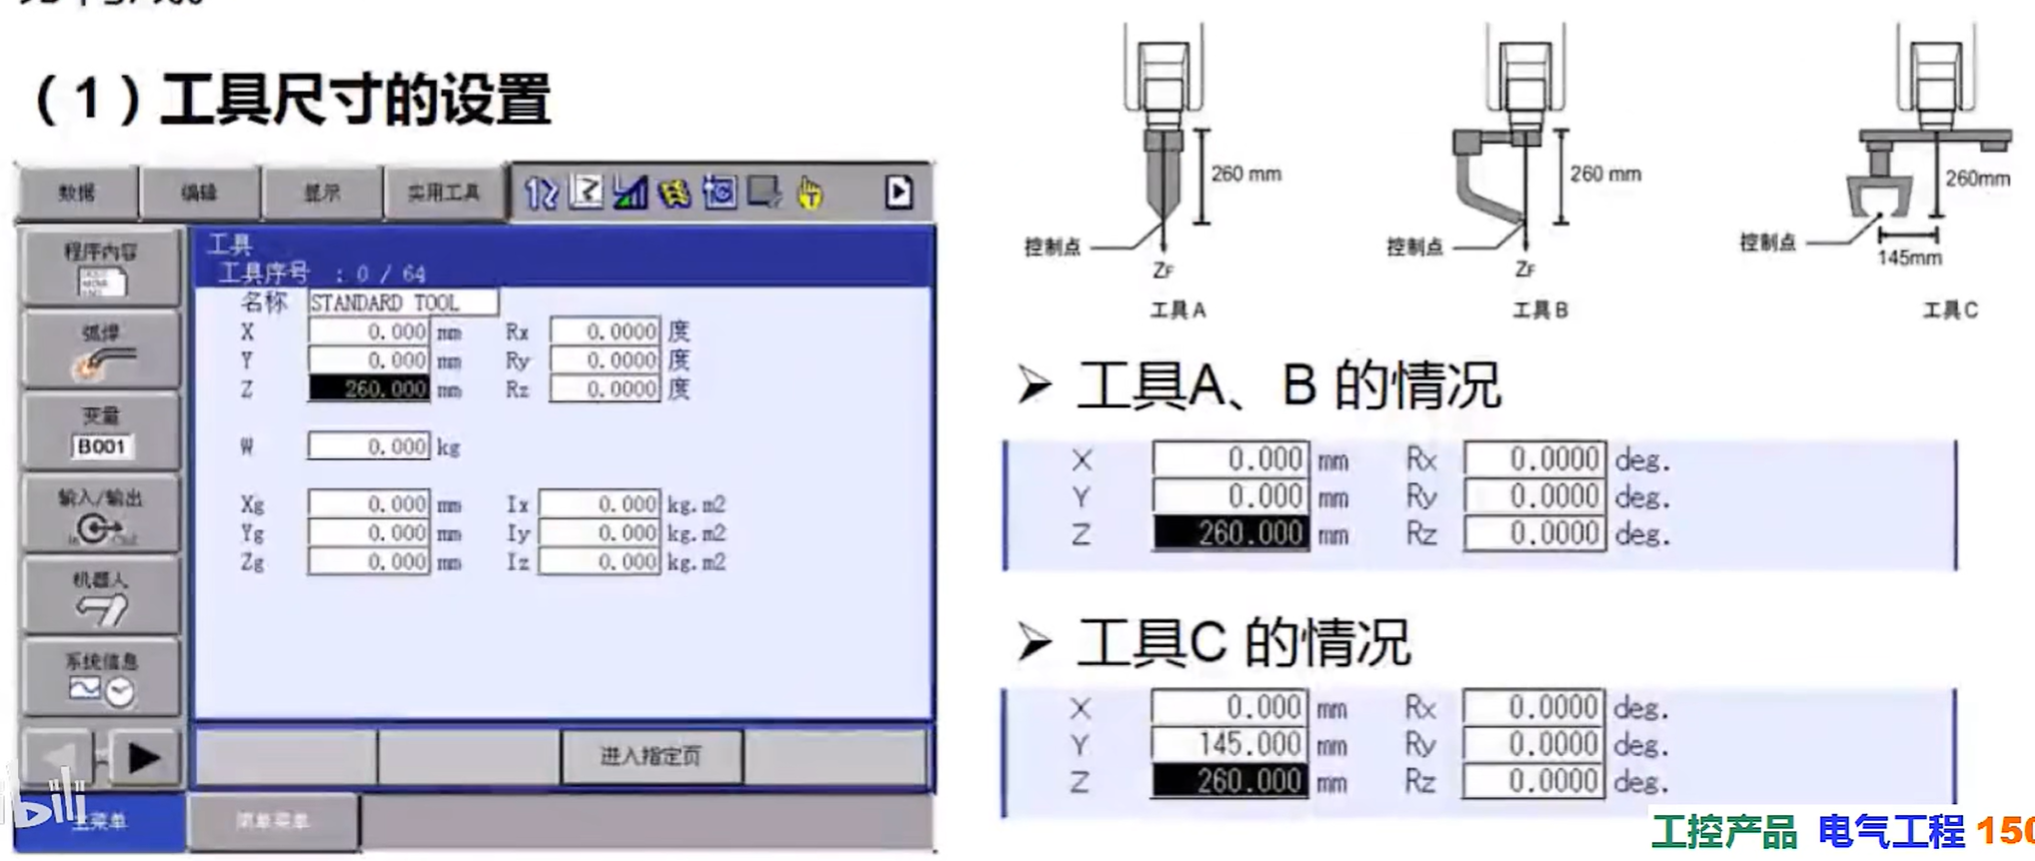 （1）工具尺寸的设置
数据 编辑 显示 实用工具
程序内容
弧焊
变量
B001
输入/输出
In Out
机器人
系统信息
工具
工具序号 : 0 / 64
名称 STANDARD TOOL
X 0.000 mm Rx 0.0000 度
Y 0.000 mm Ry 0.0000 度
Z 260.000 mm Rz 0.0000 度
W 0.000 kg
Xg 0.000 mm Ix 0.000 kg.m2
Yg 0.000 mm Iy 0.000 kg.m2
Zg 0.000 mm Iz 0.000 kg.m2
进入指定页
主菜单 简单菜单
260 mm
控制点
ZF
工具A
260 mm
控制点
ZF
工具B
260mm
控制点
145mm
工具C
➢ 工具A、B 的情况
X 0.000 mm Rx 0.0000 deg.
Y 0.000 mm Ry 0.0000 deg.
Z 260.000 mm Rz 0.0000 deg.
➢ 工具C 的情况
X 0.000 mm Rx 0.0000 deg.
Y 145.000 mm Ry 0.0000 deg.
Z 260.000 mm Rz 0.0000 deg.
工控产品 电气工程 150